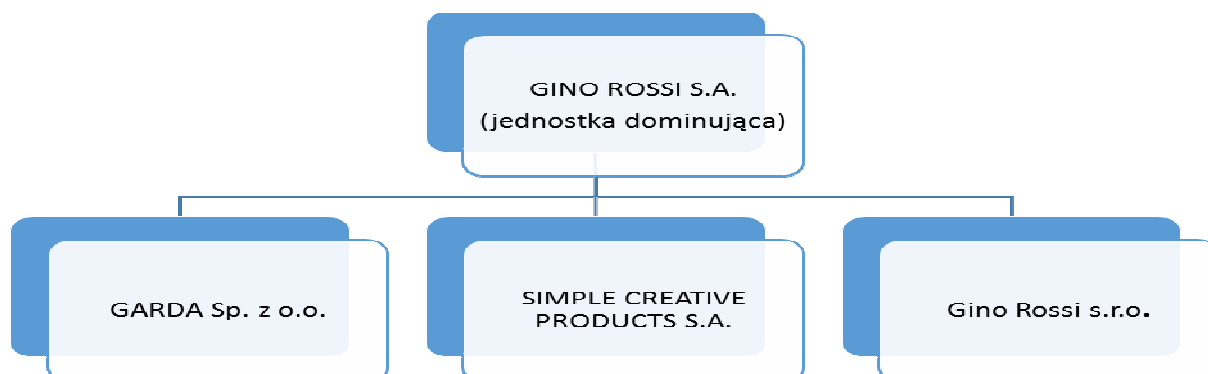 GINO ROSSI S.A.
(jednostka dominująca)
GARDA Sp. z o.o.
SIMPLE CREATIVE
PRODUCTS S.A.
Gino Rossi s.r.o.